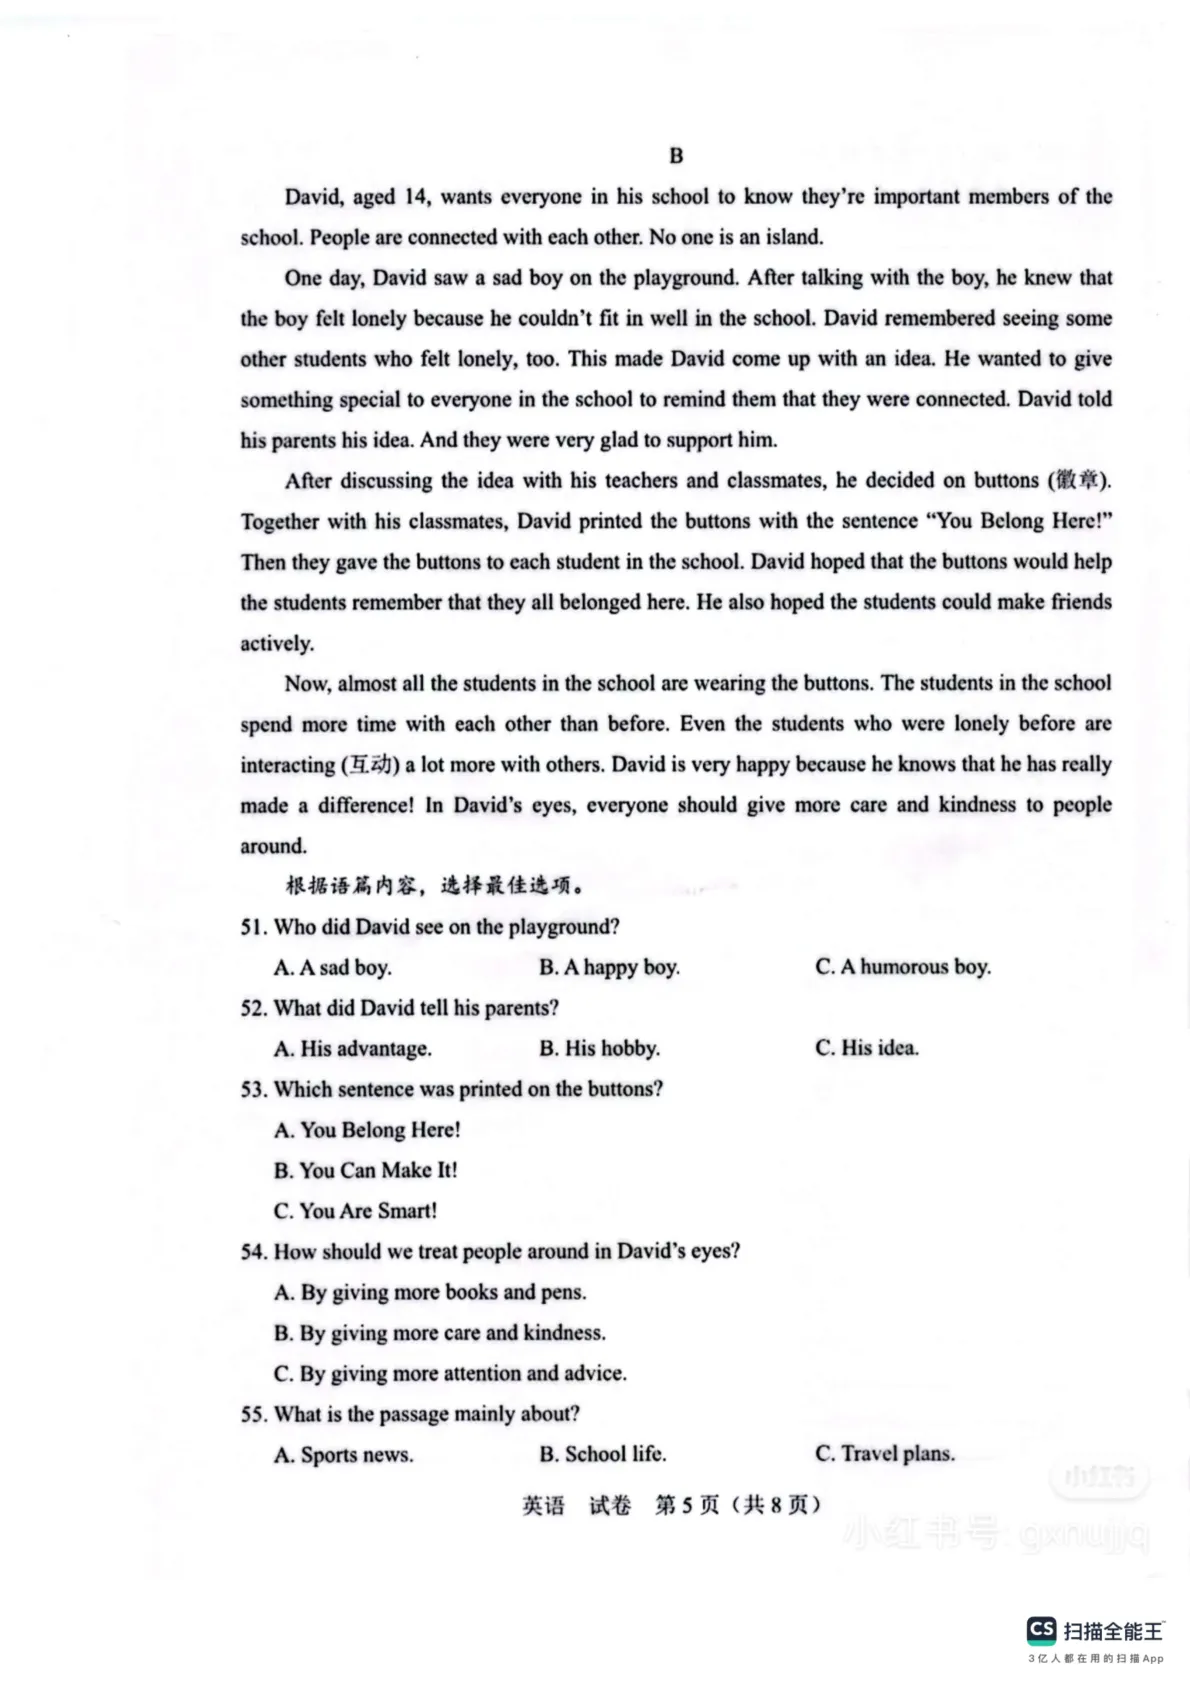 B
David, aged 14, wants everyone in his school to know they're important members of the
school. People are connected with each other. No one is an island.
One day, David saw a sad boy on the playground. After talking with the boy, he knew that
the boy felt lonely because he couldn't fit in well in the school. David remembered seeing some
other students who felt lonely, too. This made David come up with an idea. He wanted to give
something special to everyone in the school to remind them that they were connected. David told
his parents his idea. And they were very glad to support him.
After discussing the idea with his teachers and classmates, he decided on buttons (徽章).
Together with his classmates, David printed the buttons with the sentence “You Belong Here!”
Then they gave the buttons to each student in the school. David hoped that the buttons would help
the students remember that they all belonged here. He also hoped the students could make friends
actively.
Now, almost all the students in the school are wearing the buttons. The students in the school
spend more time with each other than before. Even the students who were lonely before are
interacting (互动) a lot more with others. David is very happy because he knows that he has really
made a difference! In David's eyes, everyone should give more care and kindness to people
around.
根据语篇内容，选择最佳选项。
51. Who did David see on the playground?
A. A sad boy. B. A happy boy. C. A humorous boy.
52. What did David tell his parents?
A. His advantage. B. His hobby. C. His idea.
53. Which sentence was printed on the buttons?
A. You Belong Here!
B. You Can Make It!
C. You Are Smart!
54. How should we treat people around in David's eyes?
A. By giving more books and pens.
B. By giving more care and kindness.
C. By giving more attention and advice.
55. What is the passage mainly about?
A. Sports news. B. School life. C. Travel plans.
小红书
英语 试卷 第 5 页（共 8 页）
小红书号: gxnujjq
CS 扫描全能王™
3亿人都在用的扫描App